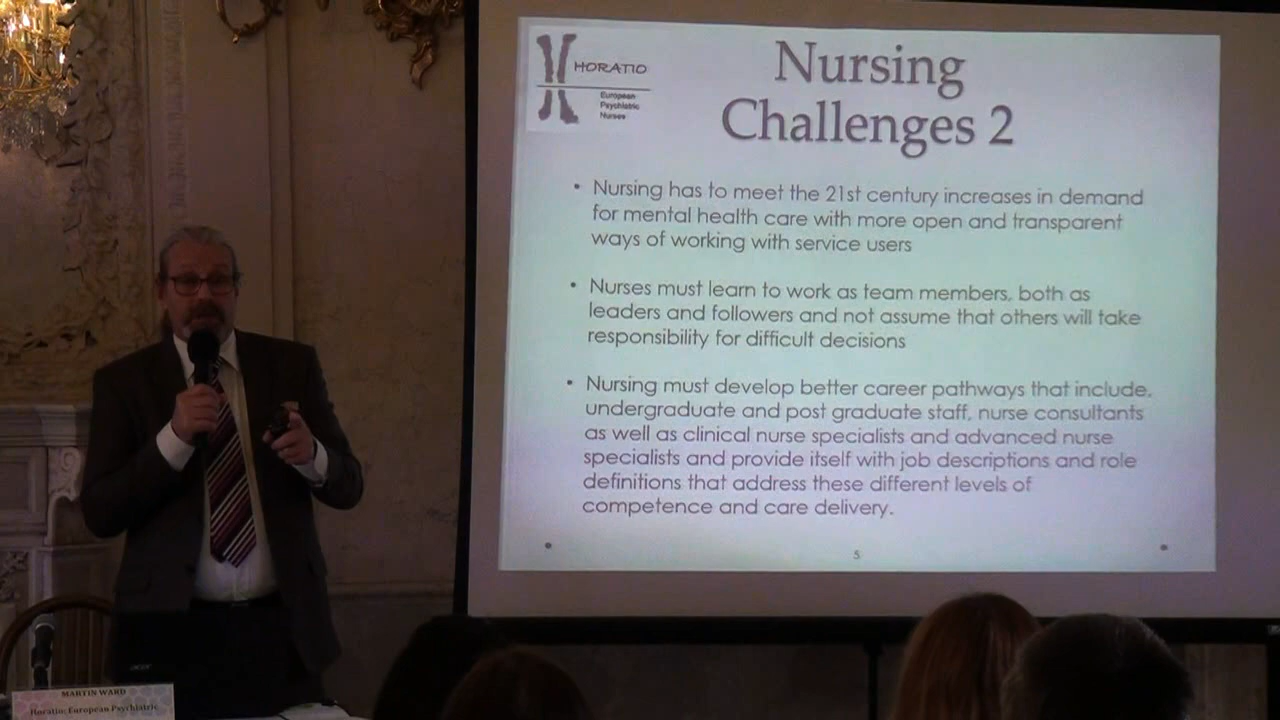 HORATIO
European
Psychiatric
Nurses
Nursing
Challenges 2
• Nursing has to meet the 21st century increases in demand
for mental health care with more open and transparent
ways of working with service users
• Nurses must learn to work as team members, both as
leaders and followers and not assume that others will take
responsibility for difficult decisions
• Nursing must develop better career pathways that include,
undergraduate and post graduate staff, nurse consultants
as well as clinical nurse specialists and advanced nurse
specialists and provide itself with job descriptions and role
definitions that address these different levels of
competence and care delivery.
5
acer
MARTIN WARD
Horatio: European Psychiatric